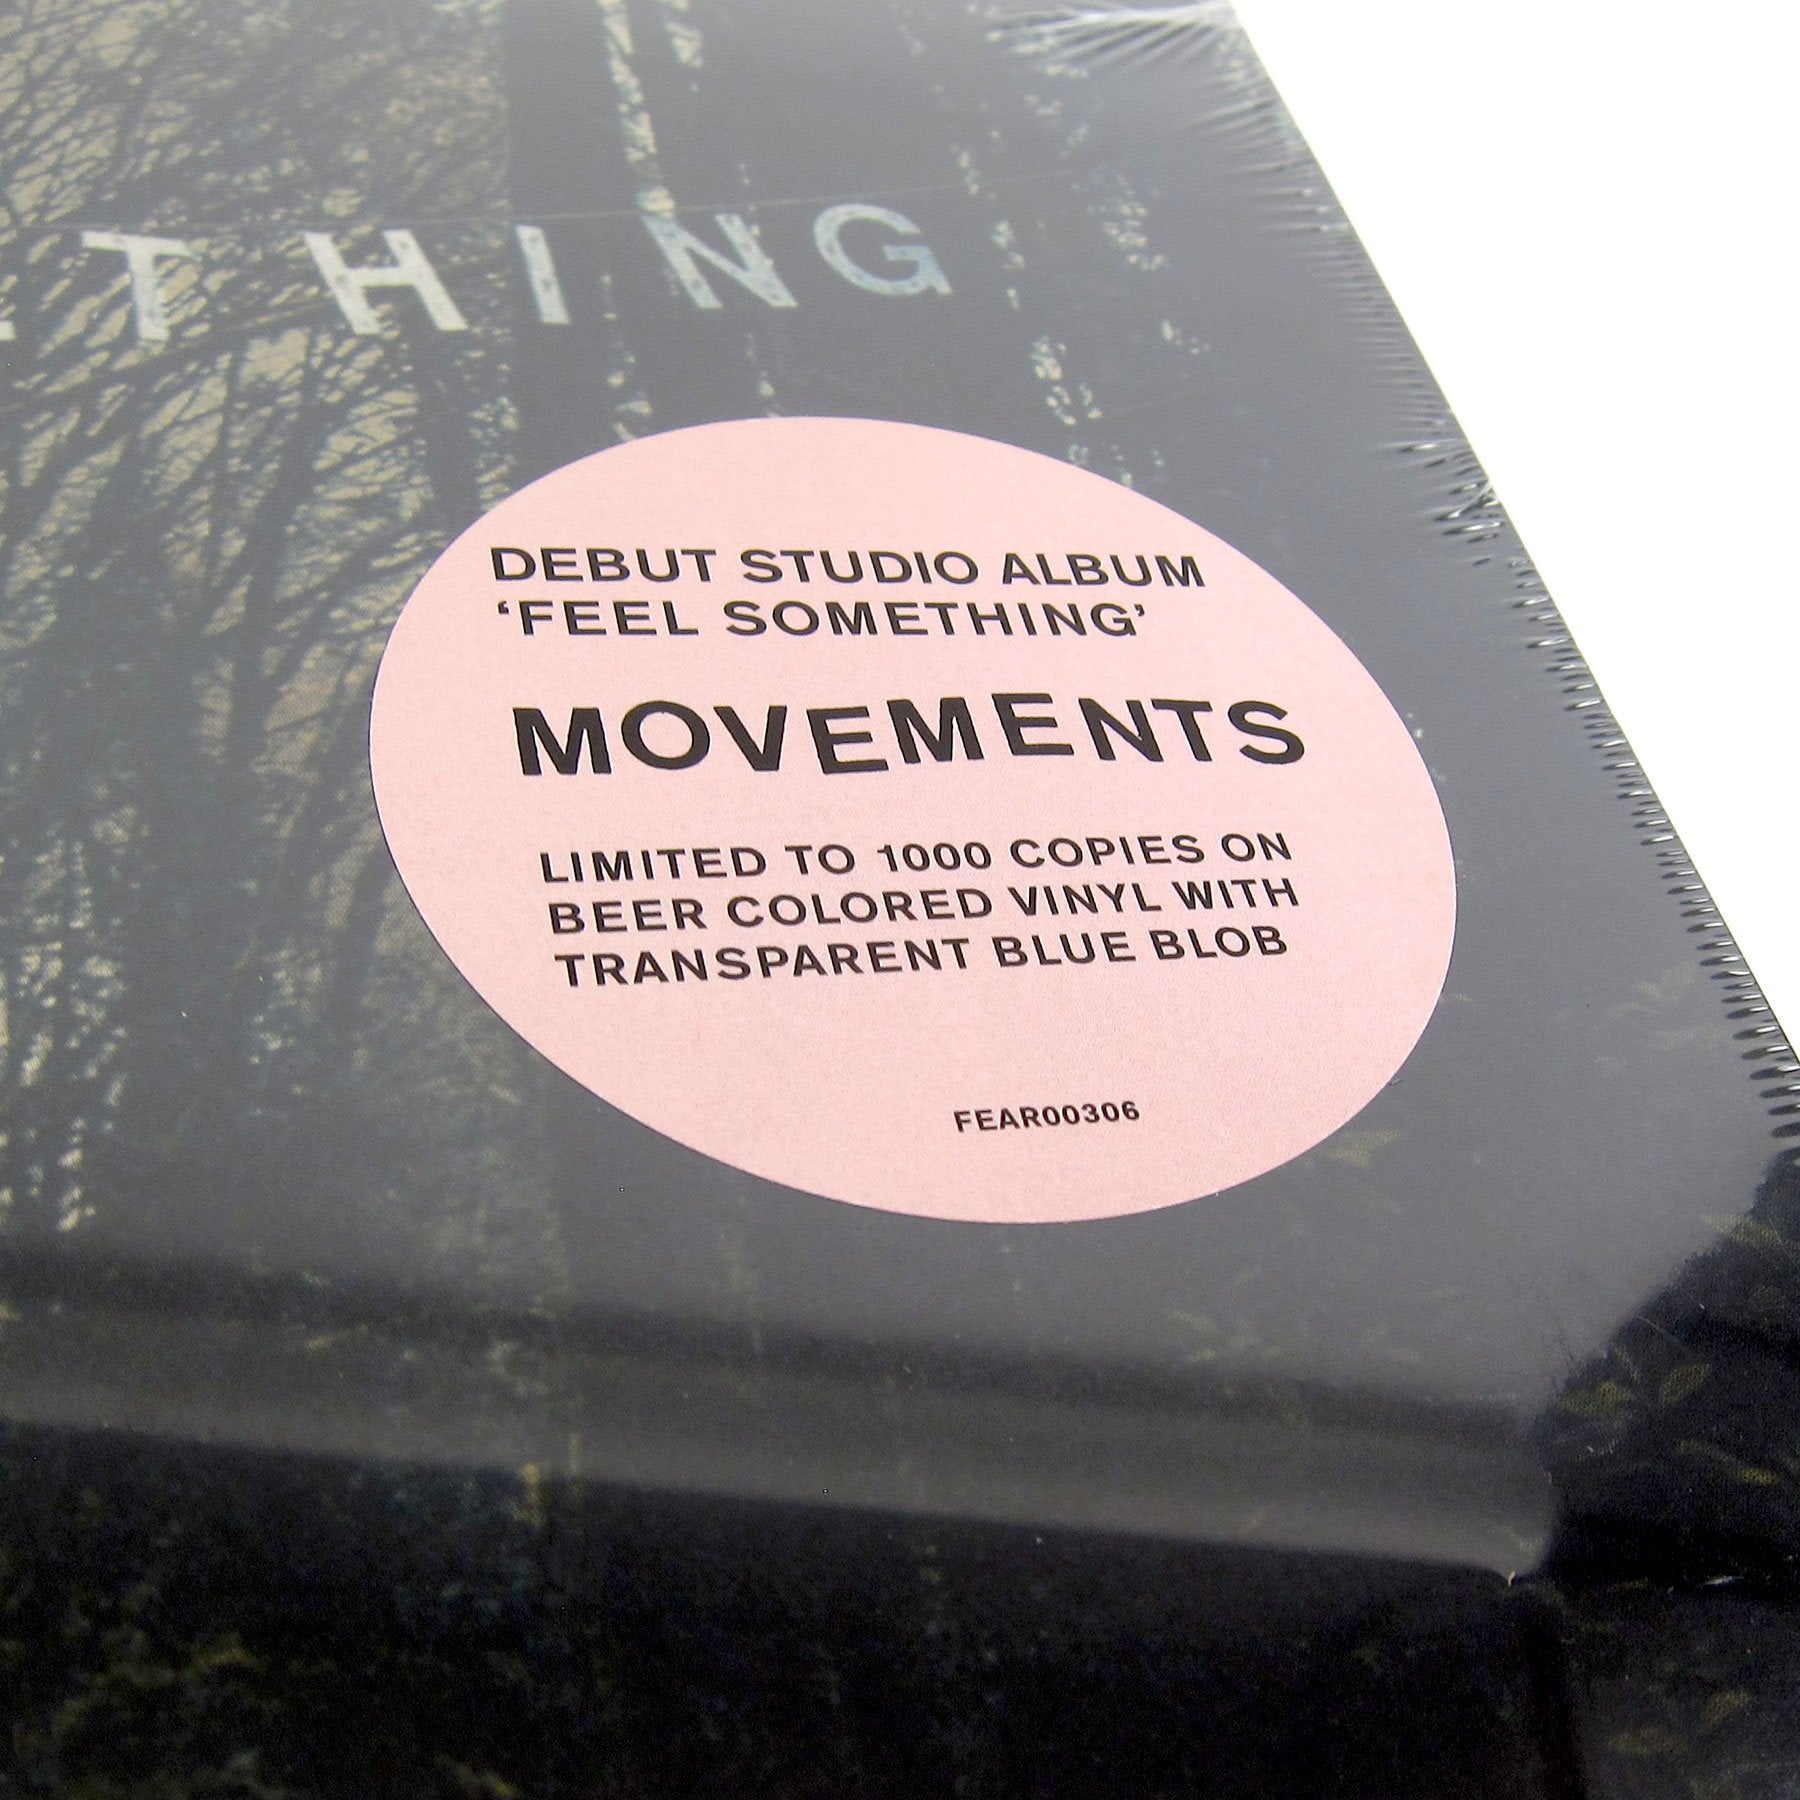 THING
DEBUT STUDIO ALBUM
‘FEEL SOMETHING’
MOVEMENTS
LIMITED TO 1000 COPIES ON
BEER COLORED VINYL WITH
TRANSPARENT BLUE BLOB
FEAR00306